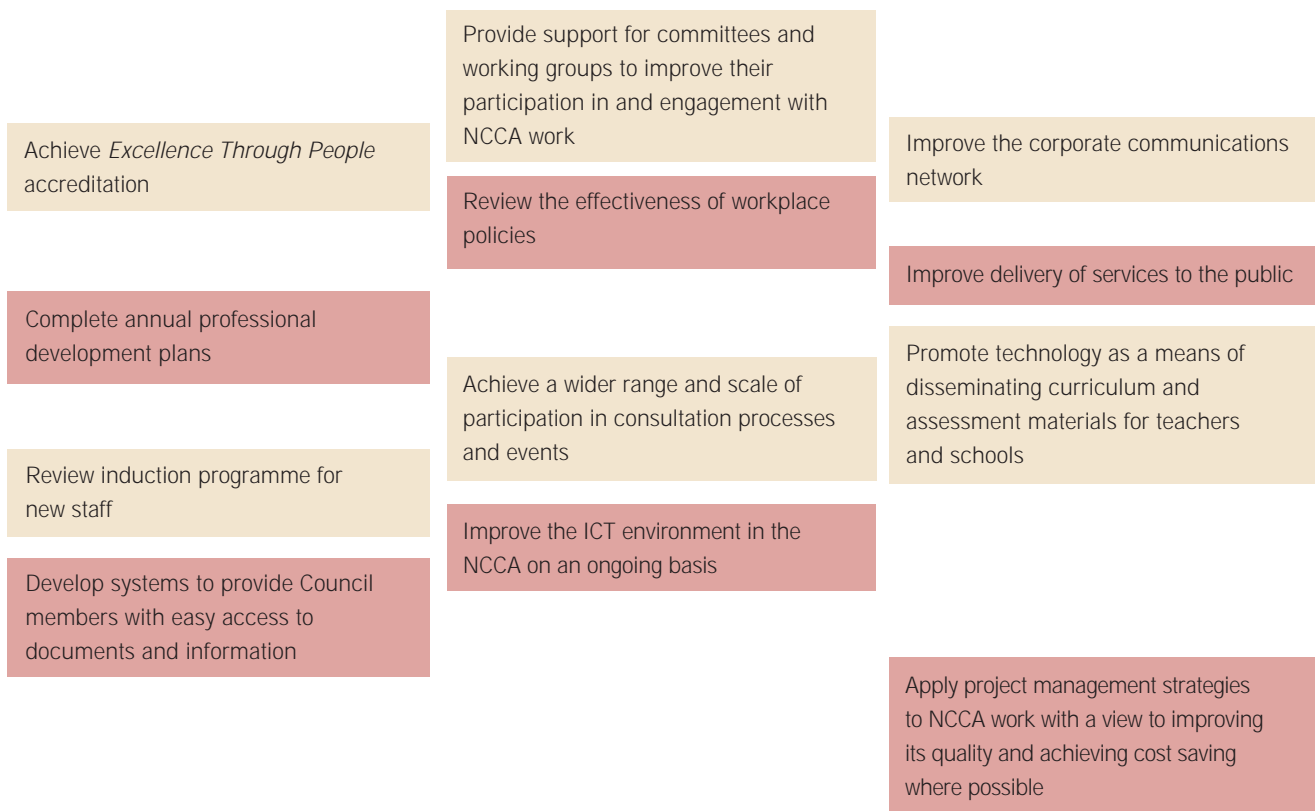 Achieve Excellence Through People
accreditation
Complete annual professional
development plans
Review induction programme for
new staff
Develop systems to provide Council
members with easy access to
documents and information
Provide support for committees and
working groups to improve their
participation in and engagement with
NCCA work
Review the effectiveness of workplace
policies
Achieve a wider range and scale of
participation in consultation processes
and events
Improve the ICT environment in the
NCCA on an ongoing basis
Improve the corporate communications
network
Improve delivery of services to the public
Promote technology as a means of
disseminating curriculum and
assessment materials for teachers
and schools
Apply project management strategies
to NCCA work with a view to improving
its quality and achieving cost saving
where possible